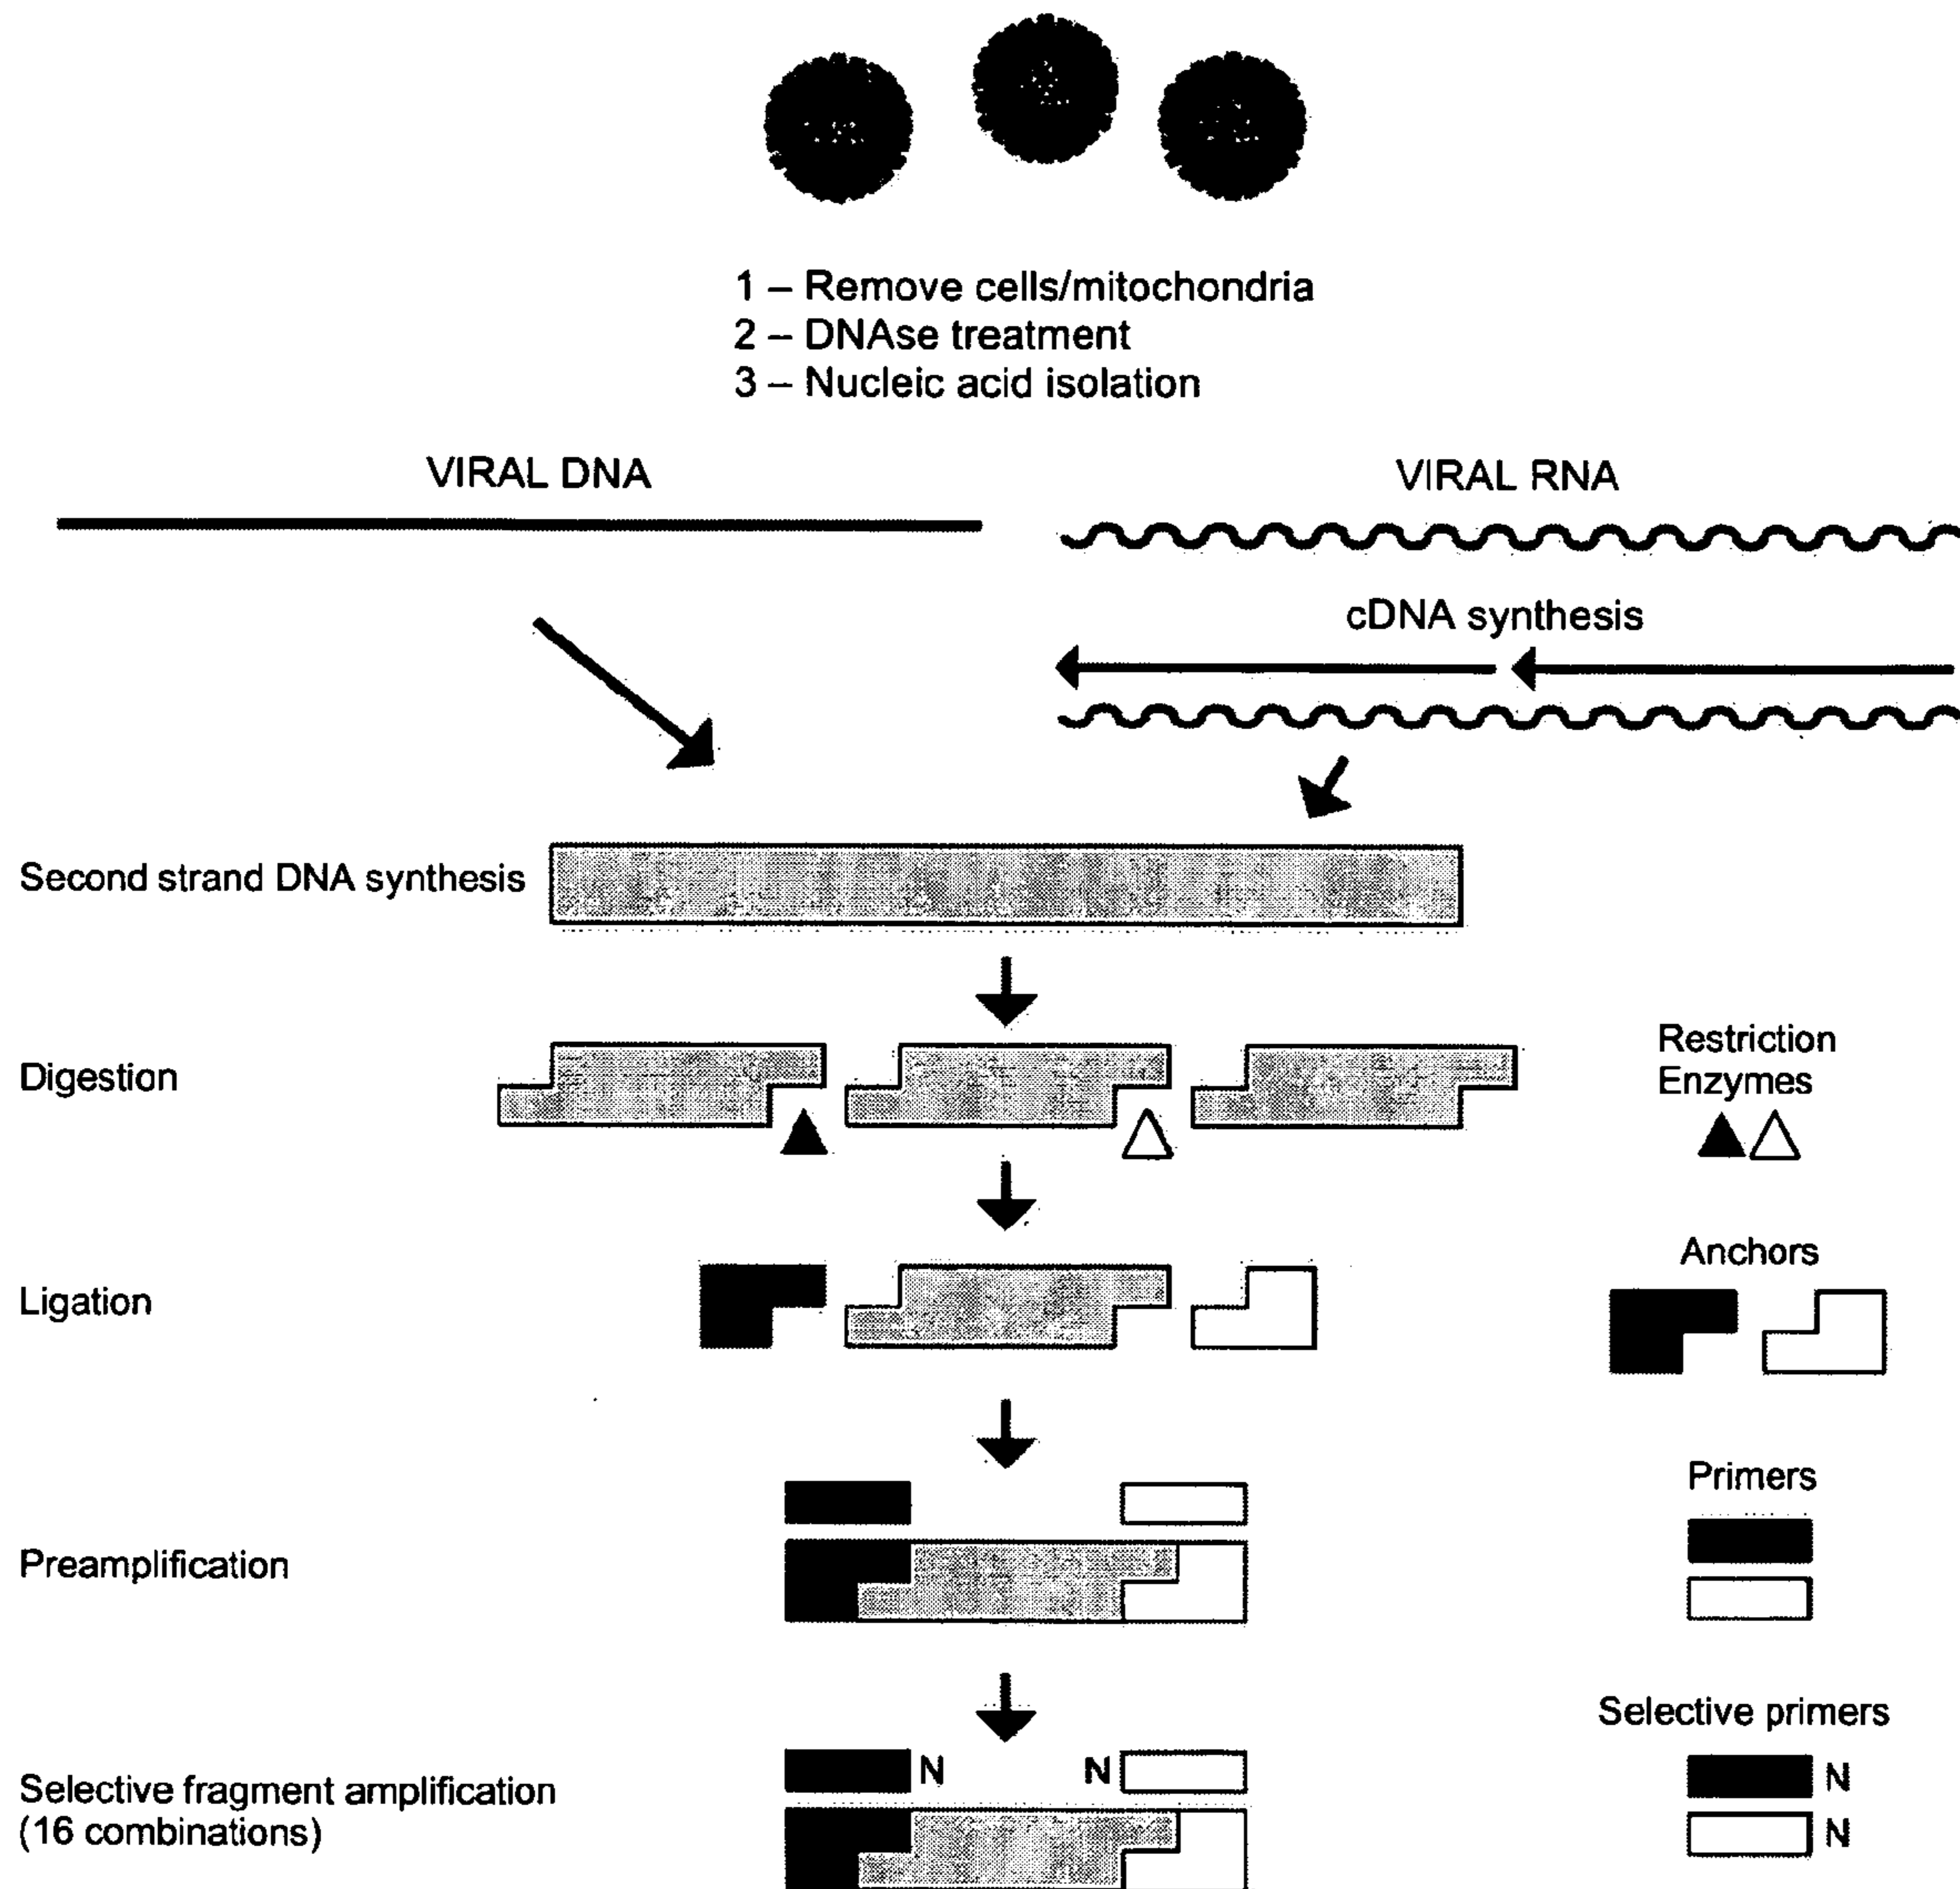 1 – Remove cells/mitochondria
2 – DNAse treatment
3 – Nucleic acid isolation
VIRAL DNA
VIRAL RNA
cDNA synthesis
Second strand DNA synthesis
Digestion
Restriction
Enzymes
Ligation
Anchors
Preamplification
Primers
Selective primers
N N
N
Selective fragment amplification
(16 combinations)
N